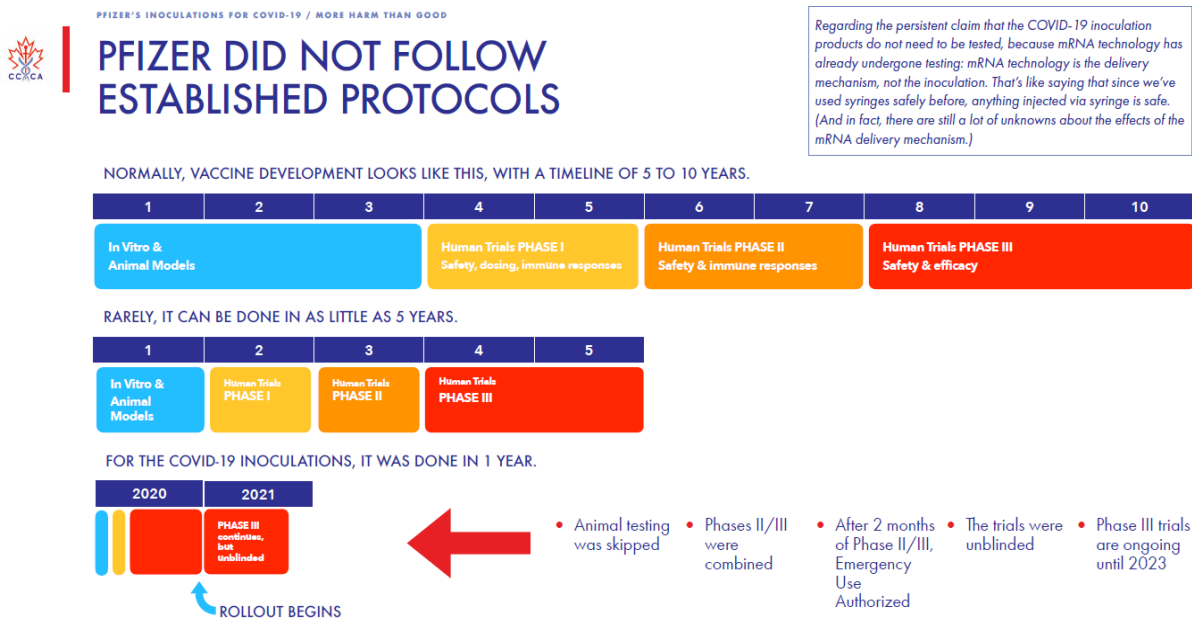 PFIZER'S INOCULATIONS FOR COVID-19 / MORE HARM THAN GOOD
CCCA
PFIZER DID NOT FOLLOW
ESTABLISHED PROTOCOLS
Regarding the persistent claim that the COVID-19 inoculation
products do not need to be tested, because mRNA technology has
already undergone testing: mRNA technology is the delivery
mechanism, not the inoculation. That's like saying that since we've
used syringes safely before, anything injected via syringe is safe.
(And in fact, there are still a lot of unknowns about the effects of the
mRNA delivery mechanism.)
NORMALLY, VACCINE DEVELOPMENT LOOKS LIKE THIS, WITH A TIMELINE OF 5 TO 10 YEARS.
1 2 3 4 5 6 7 8 9 10
In Vitro &
Animal Models
Human Trials PHASE I
Safety, dosing, immune responses
Human Trials PHASE II
Safety & immune responses
Human Trials PHASE III
Safety & efficacy
RARELY, IT CAN BE DONE IN AS LITTLE AS 5 YEARS.
1 2 3 4 5
In Vitro &
Animal
Models
Human Trials
PHASE I
Human Trials
PHASE II
Human Trials
PHASE III
FOR THE COVID-19 INOCULATIONS, IT WAS DONE IN 1 YEAR.
2020 2021
PHASE III
continues,
but
unblinded
ROLLOUT BEGINS
• Animal testing
was skipped
• Phases II/III
were
combined
• After 2 months
of Phase II/III,
Emergency
Use
Authorized
• The trials were
unblinded
• Phase III trials
are ongoing
until 2023